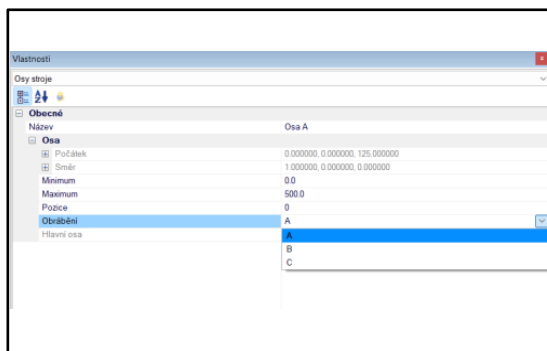 Vlastnosti
Osy stroje
Obecné
Název Osa A
Osa
Počátek 0.000000, 0.000000, 125.000000
Směr 1.000000, 0.000000, 0.000000
Minimum 0.0
Maximum 500.0
Pozice 0
Obrábění A
Hlavní osa A
B
C